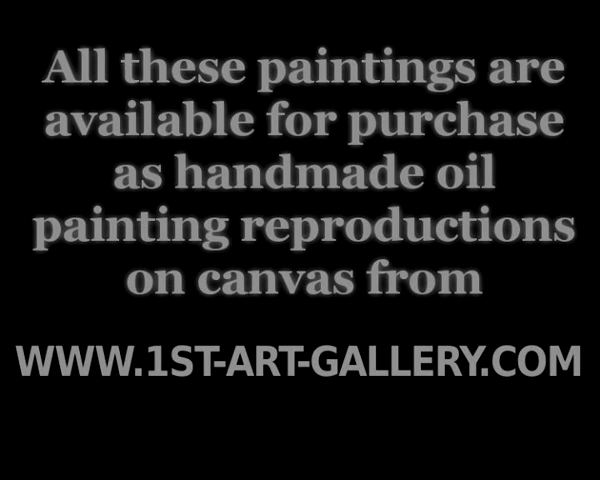 All these paintings are
available for purchase
as handmade oil
painting reproductions
on canvas from
WWW.1ST-ART-GALLERY.COM